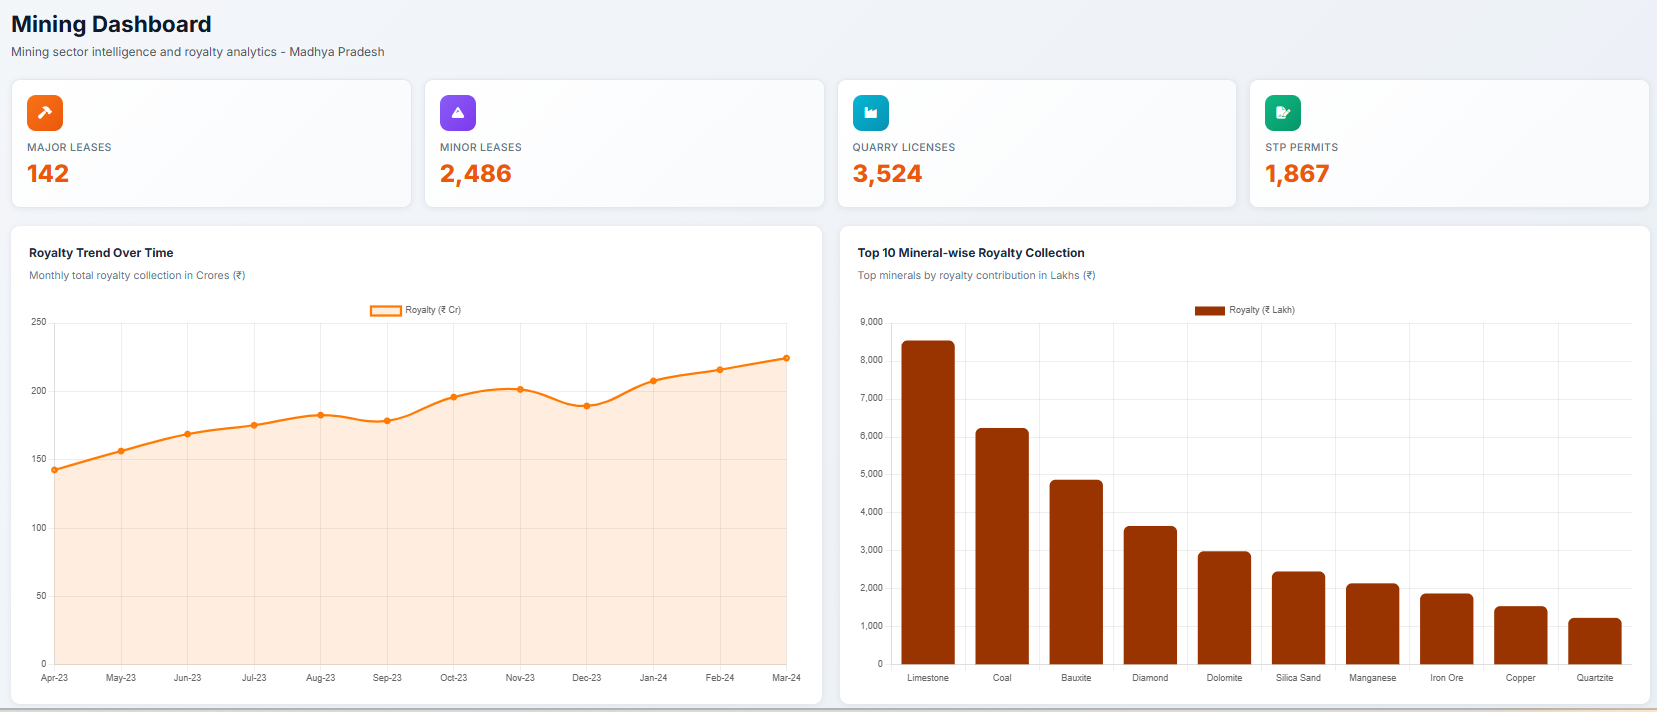 Mining Dashboard
Mining sector intelligence and royalty analytics - Madhya Pradesh
MAJOR LEASES
142
MINOR LEASES
2,486
QUARRY LICENSES
3,524
STP PERMITS
1,867
Royalty Trend Over Time
Monthly total royalty collection in Crores (₹)
Royalty (₹ Cr)
250
200
150
100
50
0
Apr-23 May-23 Jun-23 Jul-23 Aug-23 Sep-23 Oct-23 Nov-23 Dec-23 Jan-24 Feb-24 Mar-24
Top 10 Mineral-wise Royalty Collection
Top minerals by royalty contribution in Lakhs (₹)
Royalty (₹ Lakh)
9,000
8,000
7,000
6,000
5,000
4,000
3,000
2,000
1,000
0
Limestone Coal Bauxite Diamond Dolomite Silica Sand Manganese Iron Ore Copper Quartzite